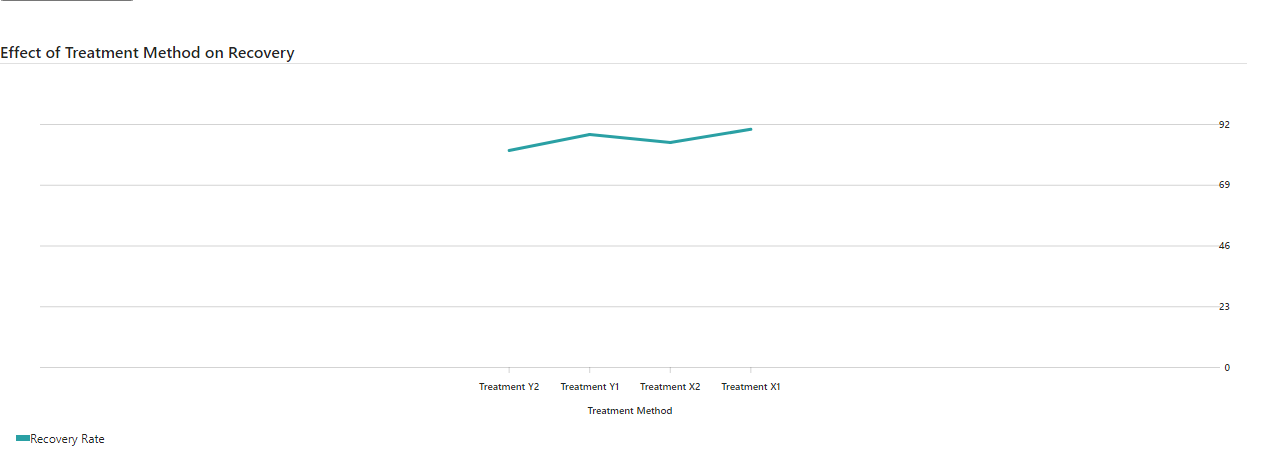 Effect of Treatment Method on Recovery
92
69
46
23
0
Treatment Y2 Treatment Y1 Treatment X2 Treatment X1
Treatment Method
Recovery Rate